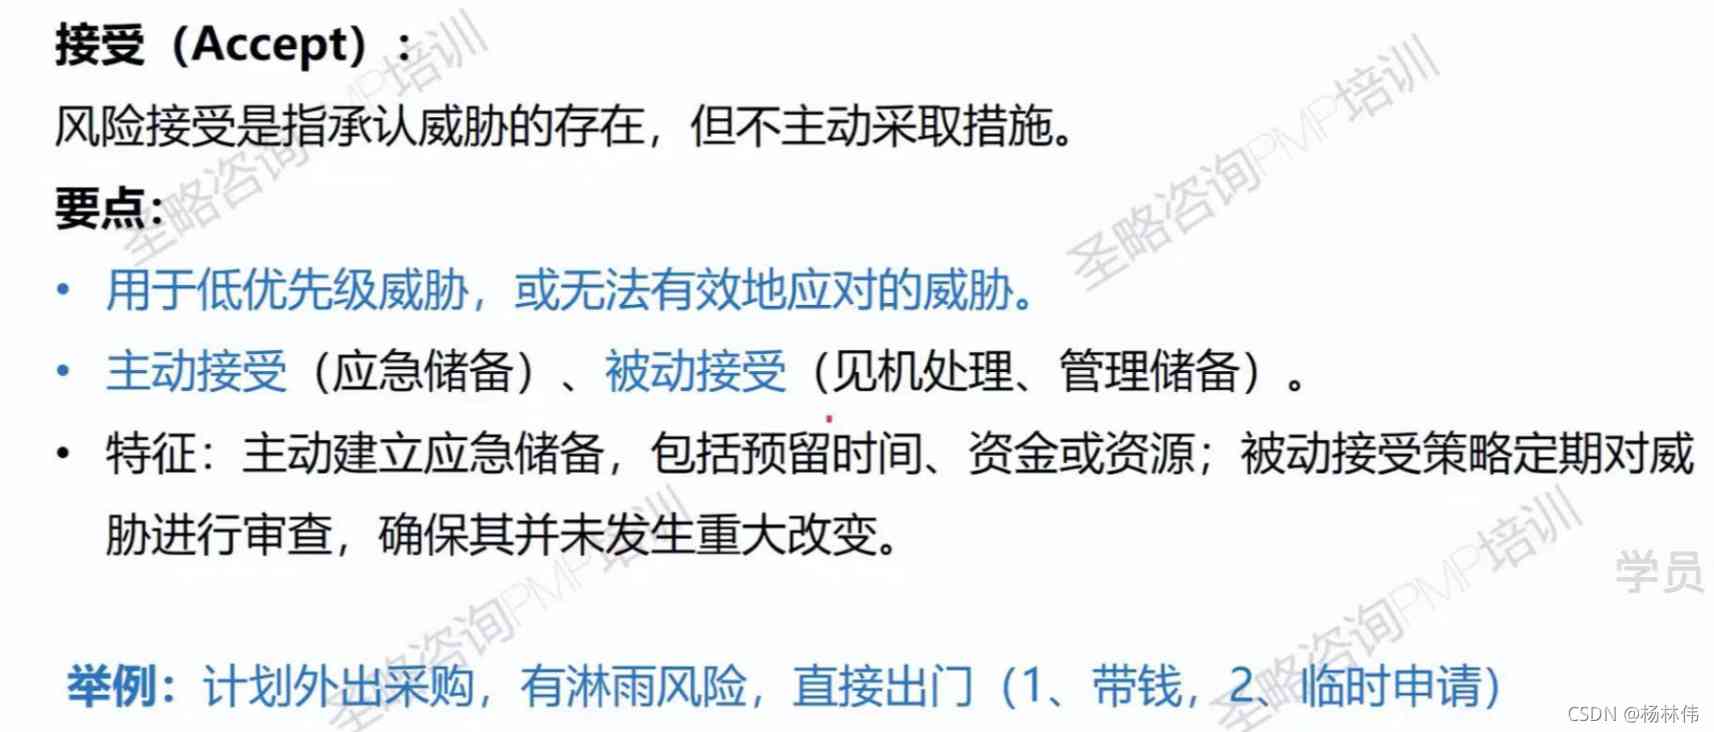 接受（Accept）：
风险接受是指承认威胁的存在，但不主动采取措施。
要点：
• 用于低优先级威胁，或无法有效地应对的威胁。
• 主动接受（应急储备）、被动接受（见机处理、管理储备）。
• 特征：主动建立应急储备，包括预留时间、资金或资源；被动接受策略定期对威
胁进行审查，确保其并未发生重大改变。
举例：计划外出采购，有淋雨风险，直接出门（1、带钱，2、临时申请）
圣略咨询PMP培训
圣略咨询PMP培训
圣略咨询PMP培训
圣略咨询PMP培训
学员
CSDN @杨林伟